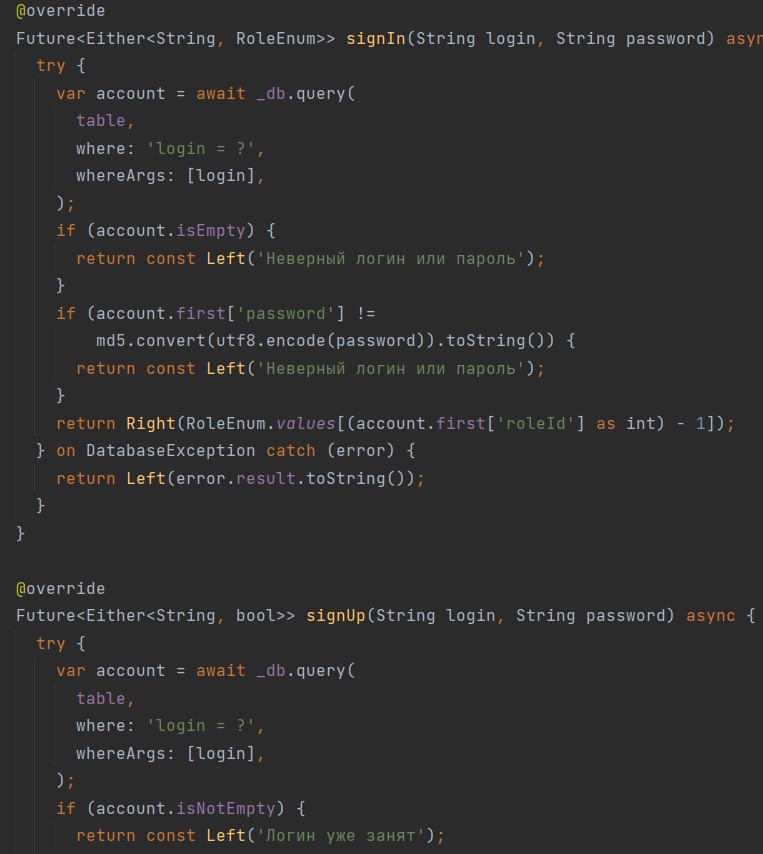 @override
Future<Either<String, RoleEnum>> signIn(String login, String password) asyn
try {
var account = await _db.query(
table,
where: 'login = ?',
whereArgs: [login],
);
if (account.isEmpty) {
return const Left('Неверный логин или пароль');
}
if (account.first['password'] !=
md5.convert(utf8.encode(password)).toString()) {
return const Left('Неверный логин или пароль');
}
return Right(RoleEnum.values[(account.first['roleId'] as int) - 1]);
} on DatabaseException catch (error) {
return Left(error.result.toString());
}
}
@override
Future<Either<String, bool>> signUp(String login, String password) async {
try {
var account = await _db.query(
table,
where: 'login = ?',
whereArgs: [login],
);
if (account.isNotEmpty) {
return const Left('Логин уже занят');